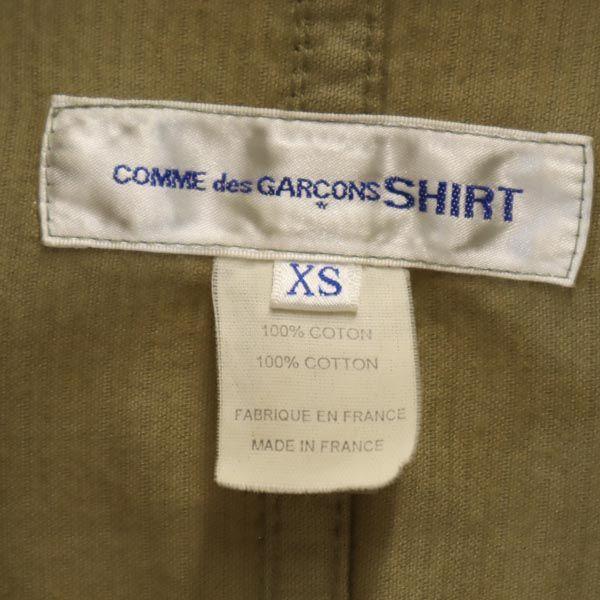 COMME des GARÇONS SHIRT
XS
100% COTON
100% COTTON
FABRIQUE EN FRANCE
MADE IN FRANCE